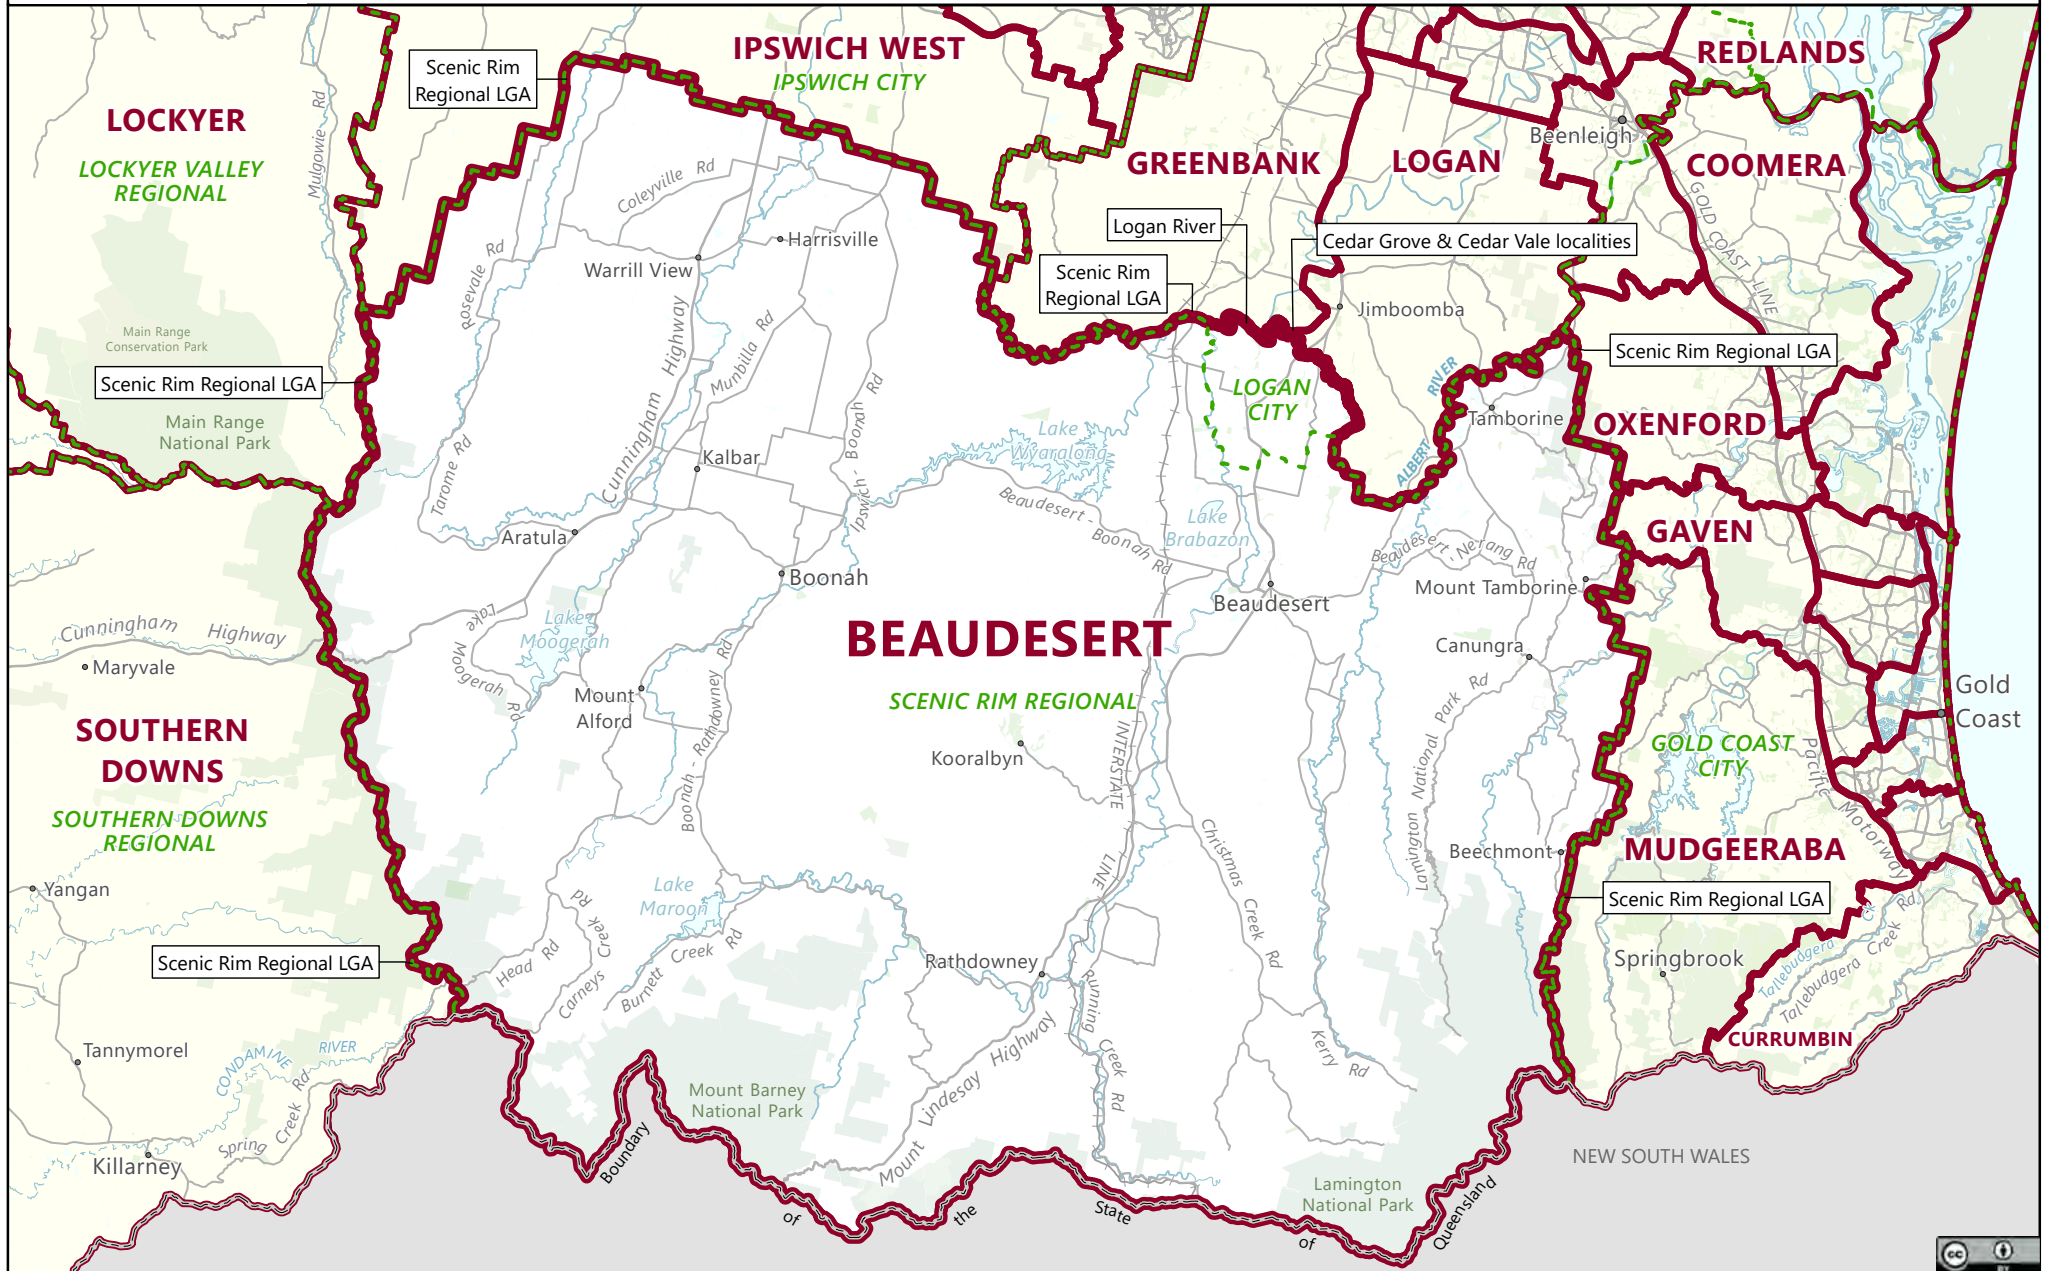 IPSWICH WEST
IPSWICH CITY
REDLANDS
Scenic Rim
Regional LGA
LOCKYER
LOCKYER VALLEY
REGIONAL
Mulgowie Rd
Beenleigh
GREENBANK
LOGAN
COOMERA
GOLD COAST LINE
Coleyville Rd
Harrisville
Warrill View
Rosevale Rd
Logan River
Cedar Grove & Cedar Vale localities
Scenic Rim
Regional LGA
Jimboomba
Main Range
Conservation Park
Scenic Rim Regional LGA
Scenic Rim Regional LGA
Main Range
National Park
Cunningham Highway
Munbilla Rd
Ipswich - Boonah Rd
LOGAN
CITY
ALBERT RIVER
Tamborine
OXENFORD
Tarome Rd
Kalbar
Lake
Wyaralong
Beaudesert - Boonah Rd
Lake
Brabazon
Aratula
GAVEN
Beaudesert-Nerang Rd
Boonah
Mount Tamborine
Beaudesert
Lake Moogerah Rd
Lake
Moogerah
Cunningham Highway
Maryvale
BEAUDESERT
SCENIC RIM REGIONAL
Canungra
Mount
Alford
Boonah - Rathdowney Rd
Kooralbyn
INTERSTATE LINE
Lamington National Park Rd
Gold
Coast
GOLD COAST
CITY
Pacific Motorway
SOUTHERN
DOWNS
SOUTHERN DOWNS
REGIONAL
Christmas Creek Rd
Beechmont
MUDGEERABA
Yangan
Lake
Maroon
Scenic Rim Regional LGA
Scenic Rim Regional LGA
Head Rd
Carneys Creek Rd
Burnett Creek Rd
Rathdowney
Running Creek Rd
Springbrook
Tallebudgera Ck
Tallebudgera Creek Rd
CURRUMBIN
Tannymorel
CONDAMINE RIVER
Spring Creek Rd
Killarney
Mount Barney
National Park
Mount Lindesay Highway
Kerry Rd
Lamington
National Park
NEW SOUTH WALES
Boundary of the State of Queensland
cc
BY